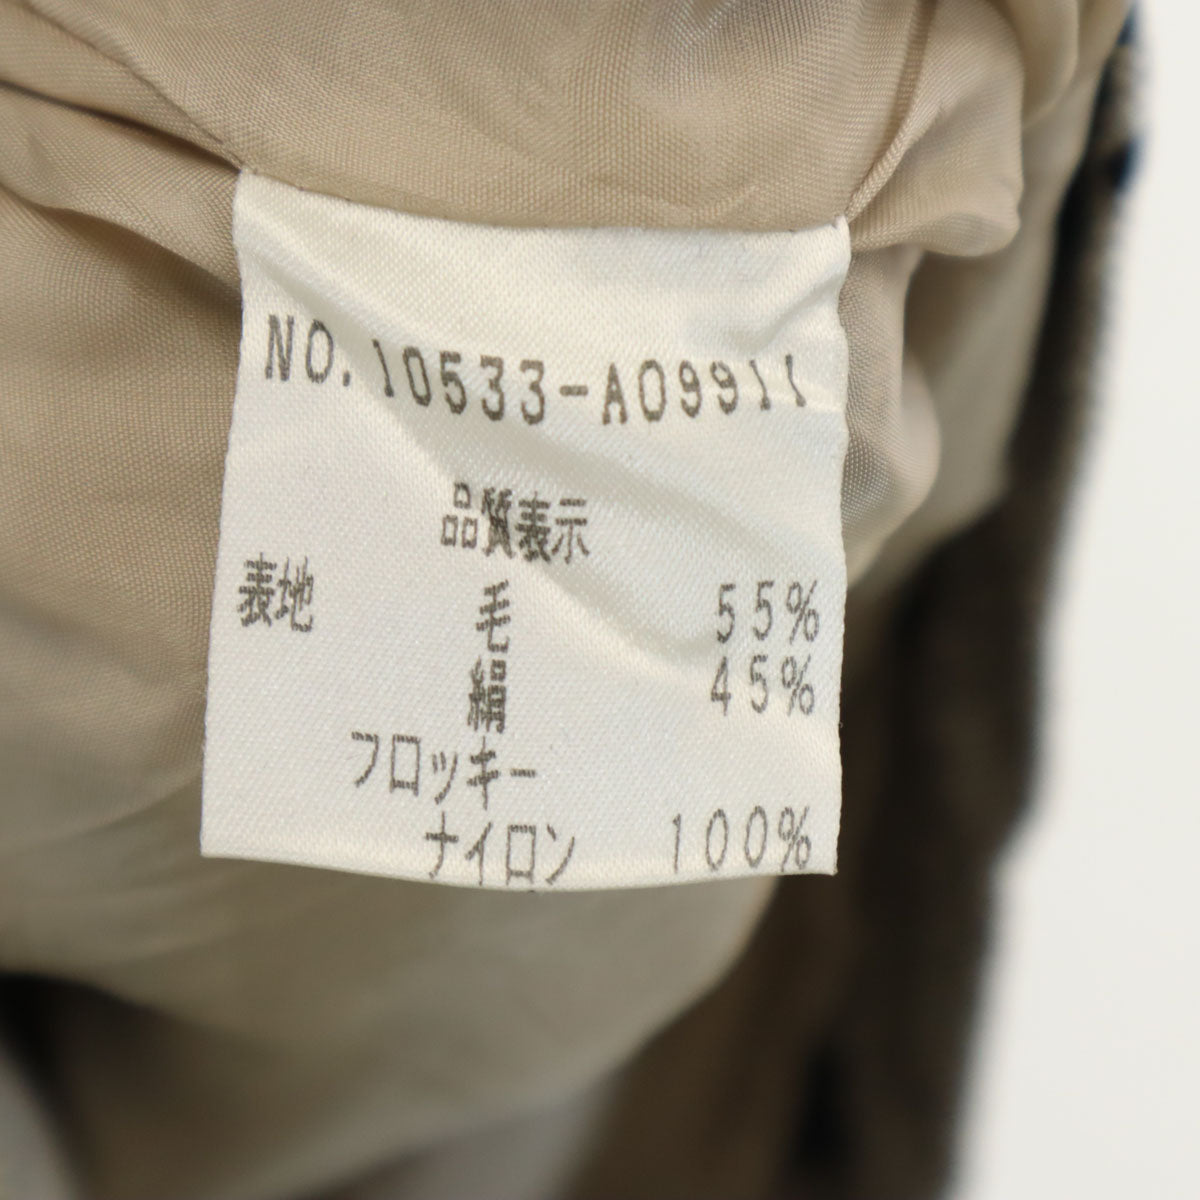 NO.10533-A09911
品質表示
表地 毛 55%
絹 45%
フロッキー
ナイロン 100%